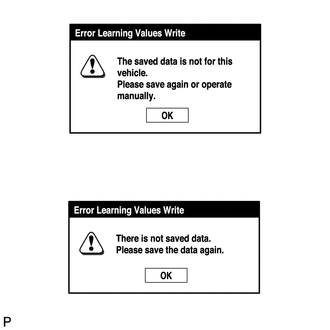 Error Learning Values Write
The saved data is not for this
vehicle.
Please save again or operate
manually.
OK
Error Learning Values Write
There is not saved data.
Please save the data again.
OK
P